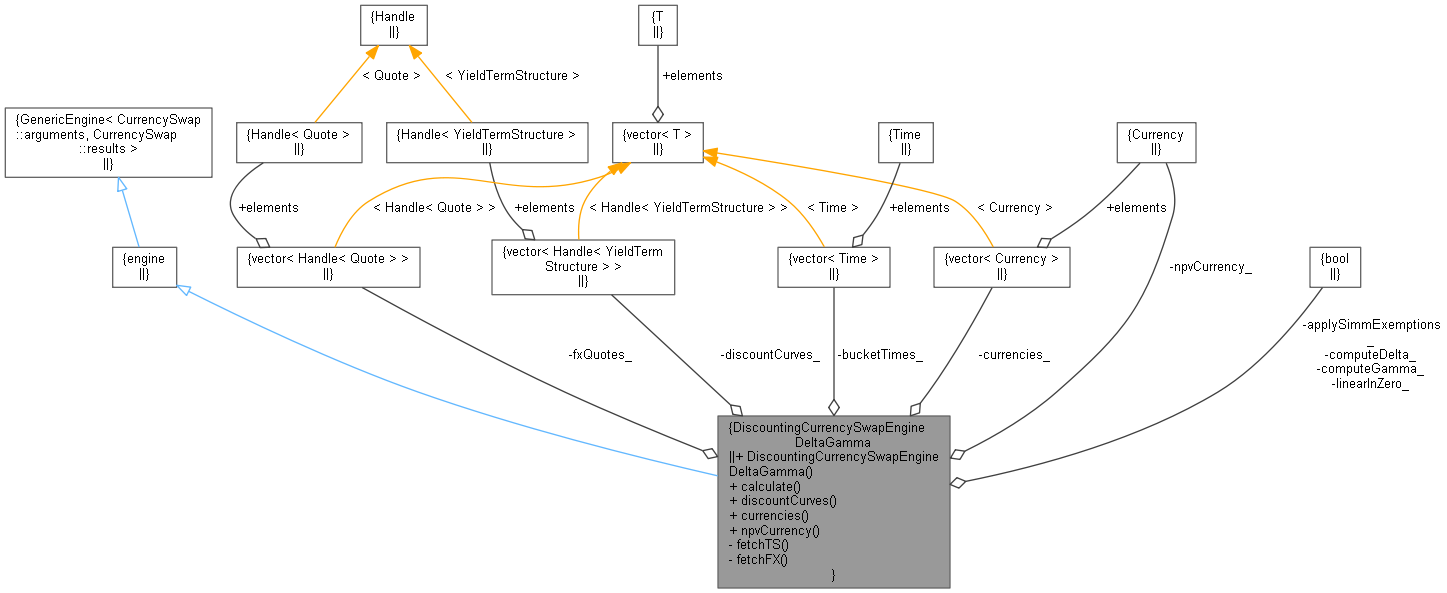 {Handle
||}
{T
||}
< Quote >
< YieldTermStructure >
+elements
{GenericEngine< CurrencySwap
::arguments, CurrencySwap
::results >
||}
{Handle< Quote >
||}
{Handle< YieldTermStructure >
||}
{vector< T >
||}
{Time
||}
{Currency
||}
+elements
< Handle< Quote > >
+elements
< Handle< YieldTermStructure > >
< Time >
+elements
< Currency >
+elements
{engine
||}
{vector< Handle< Quote > >
||}
{vector< Handle< YieldTerm
Structure > >
||}
{vector< Time >
||}
{vector< Currency >
||}
-npvCurrency_
{bool
||}
-fxQuotes_
-discountCurves_
-bucketTimes_
-currencies_
-applySimmExemptions
_
-computeDelta_
-computeGamma_
-linearInZero_
{DiscountingCurrencySwapEngine
DeltaGamma
||+ DiscountingCurrencySwapEngine
DeltaGamma()
+ calculate()
+ discountCurves()
+ currencies()
+ npvCurrency()
- fetchTS()
- fetchFX()
}